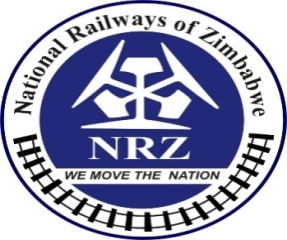 National Railways of Zimbabwe
NRZ
WE MOVE THE NATION